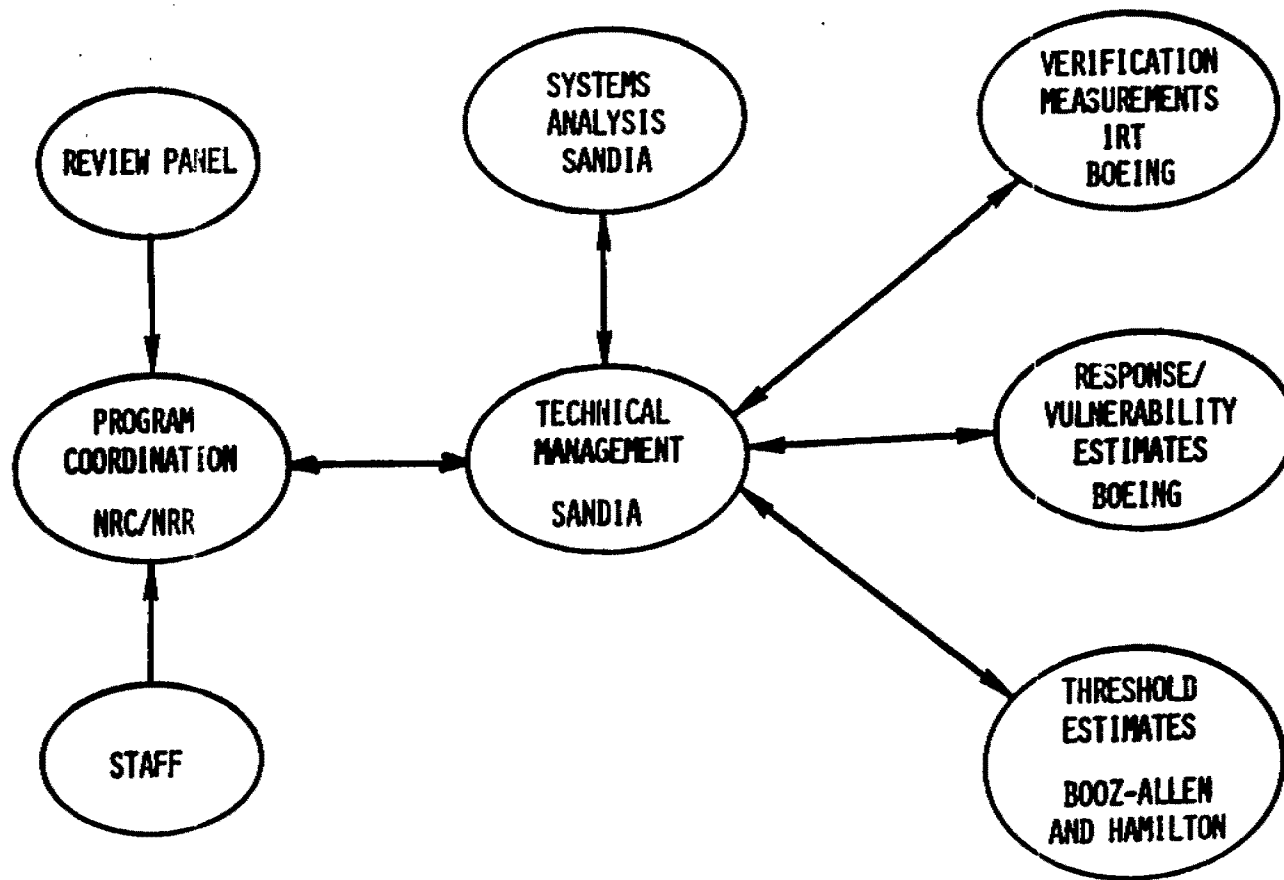 REVIEW PANEL
SYSTEMS
ANALYSIS
SANDIA
VERIFICATION
MEASUREMENTS
IRT
BOEING
PROGRAM
COORDINATION
NRC/NRR
TECHNICAL
MANAGEMENT
SANDIA
RESPONSE/
VULNERABILITY
ESTIMATES
BOEING
STAFF
THRESHOLD
ESTIMATES
BOOZ-ALLEN
AND HAMILTON